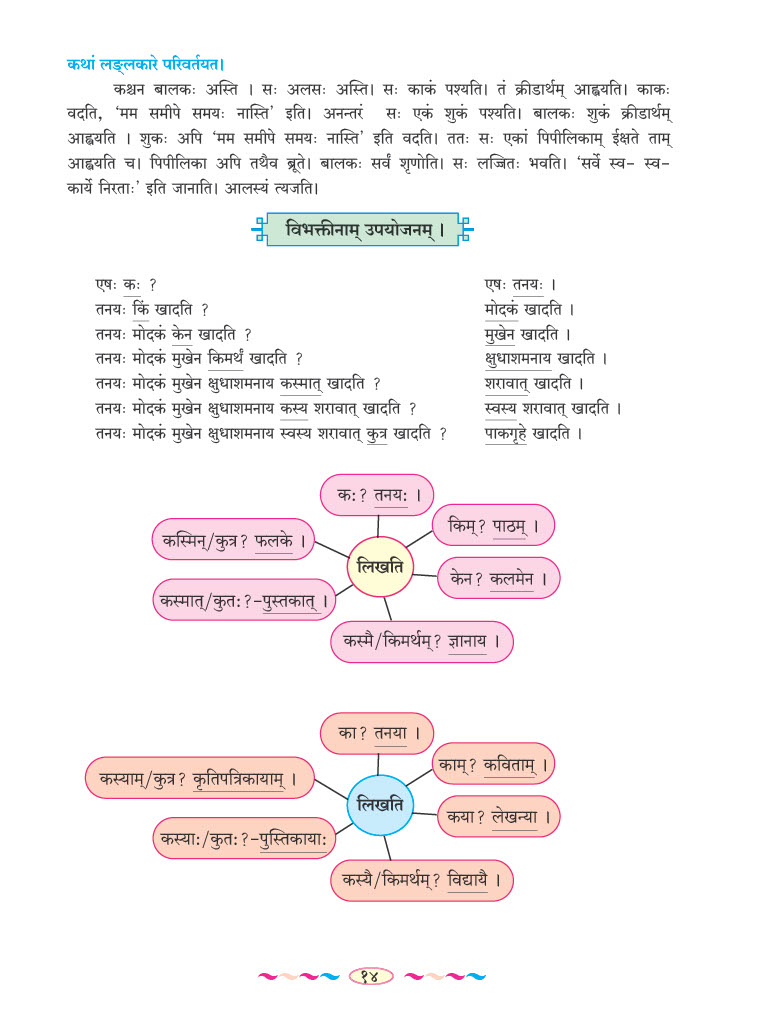 कथां लङ्लकारे परिवर्तयत।
कश्चन बालकः अस्ति । सः अलसः अस्ति। सः काकं पश्यति। तं क्रीडार्थम् आह्वयति। काकः
वदति, ‘मम समीपे समयः नास्ति’ इति। अनन्तरं सः एकं शुकं पश्यति। बालकः शुकं क्रीडार्थम्
आह्वयति । शुकः अपि ‘मम समीपे समयः नास्ति’ इति वदति। ततः सः एकां पिपीलिकाम् ईक्षते ताम्
आह्वयति च। पिपीलिका अपि तथैव ब्रूते। बालकः सर्वं शृणोति। सः लज्जितः भवति। ‘सर्वे स्व- स्व-
कार्ये निरताः’ इति जानाति। आलस्यं त्यजति।
विभक्तीनाम् उपयोजनम् ।
एषः कः ? एषः तनयः ।
तनयः किं खादति ? मोदकं खादति ।
तनयः मोदकं केन खादति ? मुखेन खादति ।
तनयः मोदकं मुखेन किमर्थं खादति ? क्षुधाशमनाय खादति ।
तनयः मोदकं मुखेन क्षुधाशमनाय कस्मात् खादति ? शरावात् खादति ।
तनयः मोदकं मुखेन क्षुधाशमनाय कस्य शरावात् खादति ? स्वस्य शरावात् खादति ।
तनयः मोदकं मुखेन क्षुधाशमनाय स्वस्य शरावात् कुत्र खादति ? पाकगृहे खादति ।
कः? तनयः ।
किम्? पाठम् ।
कस्मिन्/कुत्र? फलके ।
लिखति
केन? कलमेन ।
कस्मात्/कुतः?-पुस्तकात् ।
कस्मै/किमर्थम्? ज्ञानाय ।
का? तनया ।
काम्? कविताम् ।
कस्याम्/कुत्र? कृतिपत्रिकायाम् ।
लिखति
कया? लेखन्या ।
कस्याः/कुतः?-पुस्तिकायाः
कस्यै/किमर्थम्? विद्यायै ।
१४